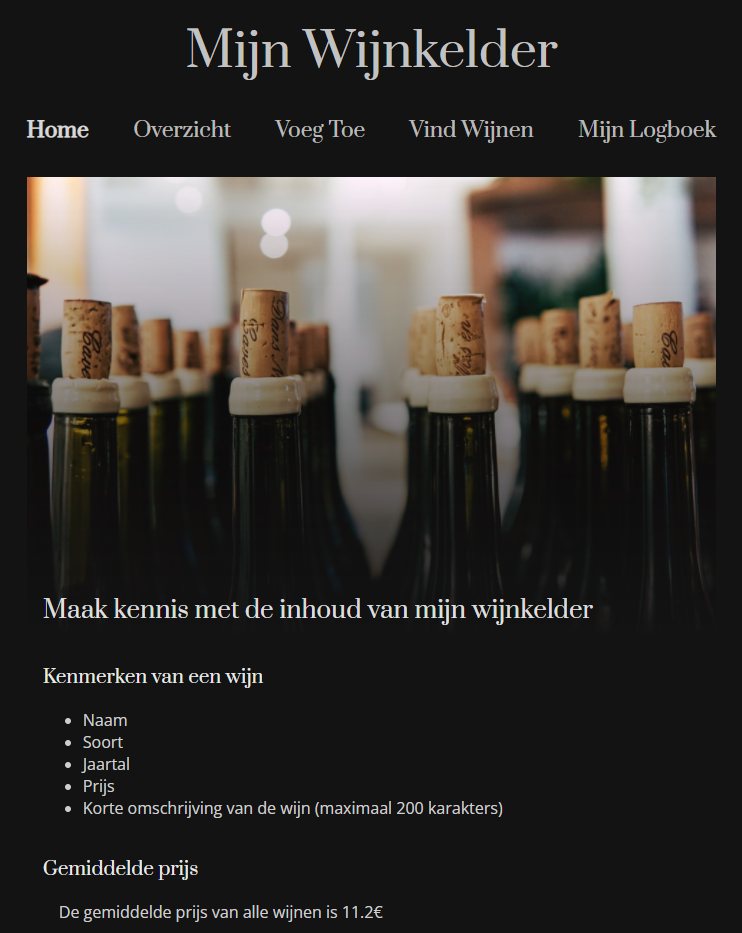 Mijn Wijnkelder
Home Overzicht Voeg Toe Vind Wijnen Mijn Logboek
Maak kennis met de inhoud van mijn wijnkelder
Kenmerken van een wijn
Naam
Soort
Jaartal
Prijs
Korte omschrijving van de wijn (maximaal 200 karakters)
Gemiddelde prijs
De gemiddelde prijs van alle wijnen is 11.2€